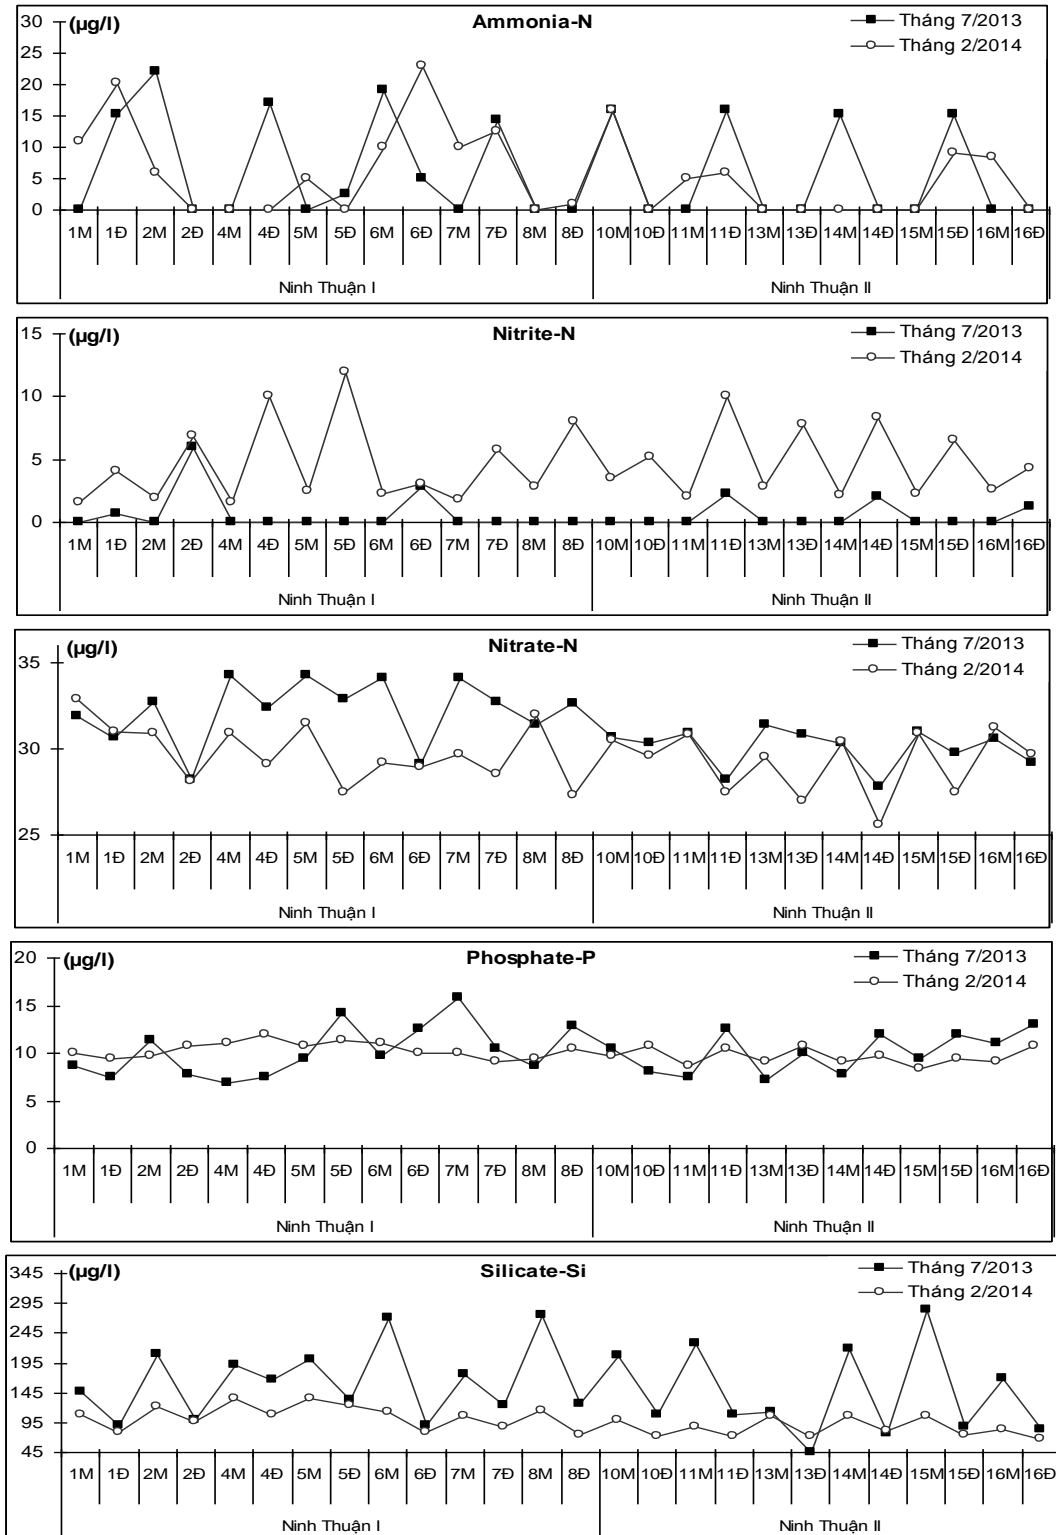 (µg/l) Ammonia-N
Tháng 7/2013
Tháng 2/2014
30
25
20
15
10
5
0
1M 1Đ 2M 2Đ 4M 4Đ 5M 5Đ 6M 6Đ 7M 7Đ 8M 8Đ 10M 10Đ 11M 11Đ 13M 13Đ 14M 14Đ 15M 15Đ 16M 16Đ
Ninh Thuận I Ninh Thuận II
(µg/l) Nitrite-N
Tháng 7/2013
Tháng 2/2014
15
10
5
0
1M 1Đ 2M 2Đ 4M 4Đ 5M 5Đ 6M 6Đ 7M 7Đ 8M 8Đ 10M 10Đ 11M 11Đ 13M 13Đ 14M 14Đ 15M 15Đ 16M 16Đ
Ninh Thuận I Ninh Thuận II
(µg/l) Nitrate-N
Tháng 7/2013
Tháng 2/2014
35
30
25
1M 1Đ 2M 2Đ 4M 4Đ 5M 5Đ 6M 6Đ 7M 7Đ 8M 8Đ 10M 10Đ 11M 11Đ 13M 13Đ 14M 14Đ 15M 15Đ 16M 16Đ
Ninh Thuận I Ninh Thuận II
(µg/l) Phosphate-P
Tháng 7/2013
Tháng 2/2014
20
15
10
5
0
1M 1Đ 2M 2Đ 4M 4Đ 5M 5Đ 6M 6Đ 7M 7Đ 8M 8Đ 10M 10Đ 11M 11Đ 13M 13Đ 14M 14Đ 15M 15Đ 16M 16Đ
Ninh Thuận I Ninh Thuận II
(µg/l) Silicate-Si
Tháng 7/2013
Tháng 2/2014
345
295
245
195
145
95
45
1M 1Đ 2M 2Đ 4M 4Đ 5M 5Đ 6M 6Đ 7M 7Đ 8M 8Đ 10M 10Đ 11M 11Đ 13M 13Đ 14M 14Đ 15M 15Đ 16M 16Đ
Ninh Thuận I Ninh Thuận II